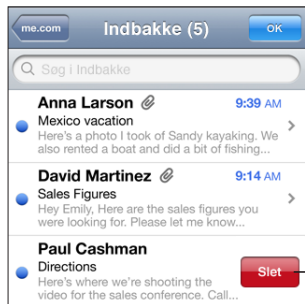 me.com
Indbakke (5)
OK
Søg i Indbakke
Anna Larson
9:39 AM
Mexico vacation
Here's a photo I took of Sandy kayaking. We
also rented a boat and did a bit of fishing...
David Martinez
9:14 AM
Sales Figures
Hey Emily, Here are the sales figures you
were looking for. Please let me know...
Paul Cashman
Directions
Slet
Here's where we're shooting the
video for the sales conference. Call...